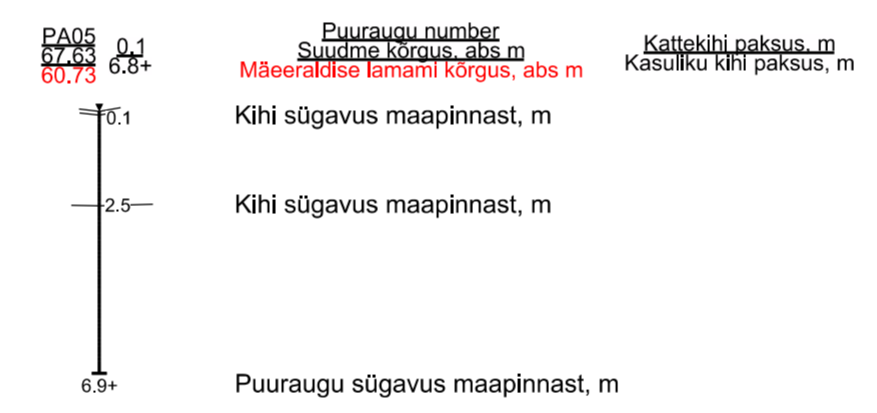 PA05
67.63
60.73
0.1
6.8+
Puuraugu number
Suudme kõrgus, abs m
Mäeeraldise lamami kõrgus, abs m
Kattekihi paksus, m
Kasuliku kihi paksus, m
0.1
Kihi sügavus maapinnast, m
2.5
Kihi sügavus maapinnast, m
6.9+
Puuraugu sügavus maapinnast, m